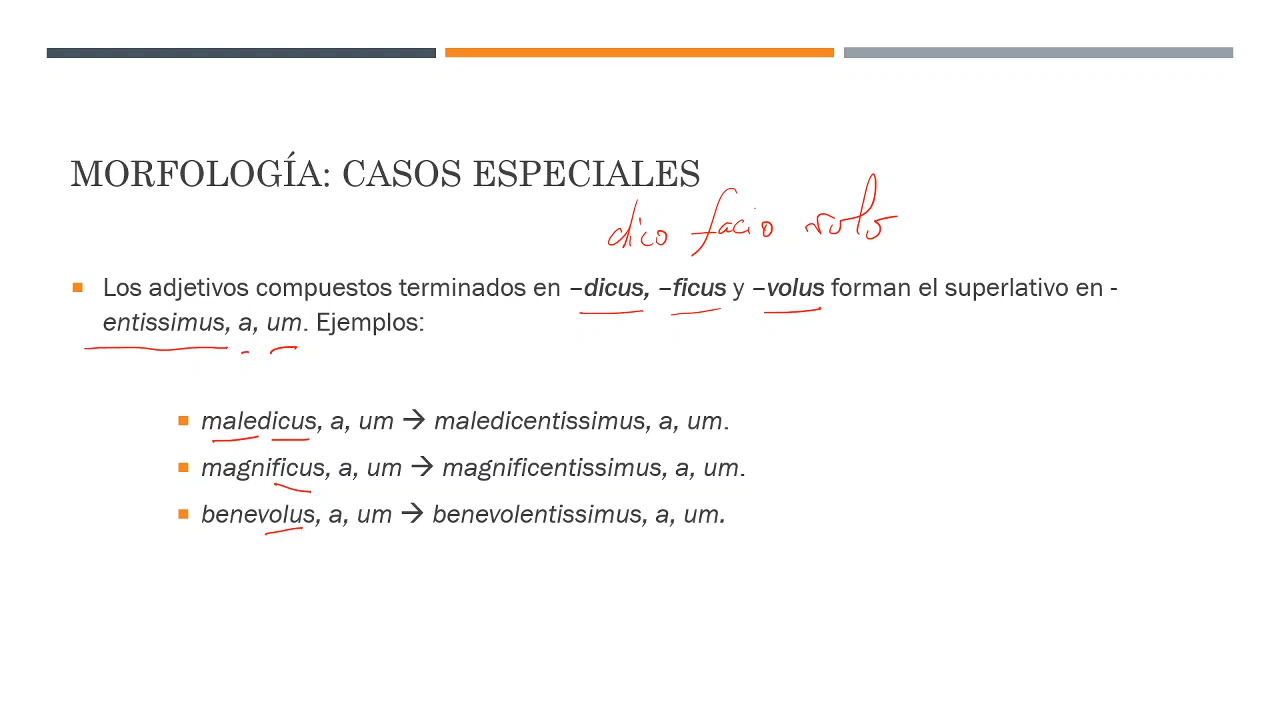 MORFOLOGÍA: CASOS ESPECIALES
dico facio volo
Los adjetivos compuestos terminados en –dicus, –ficus y –volus forman el superlativo en -
entissimus, a, um. Ejemplos:
maledicus, a, um → maledicentissimus, a, um.
magnificus, a, um → magnificentissimus, a, um.
benevolus, a, um → benevolentissimus, a, um.